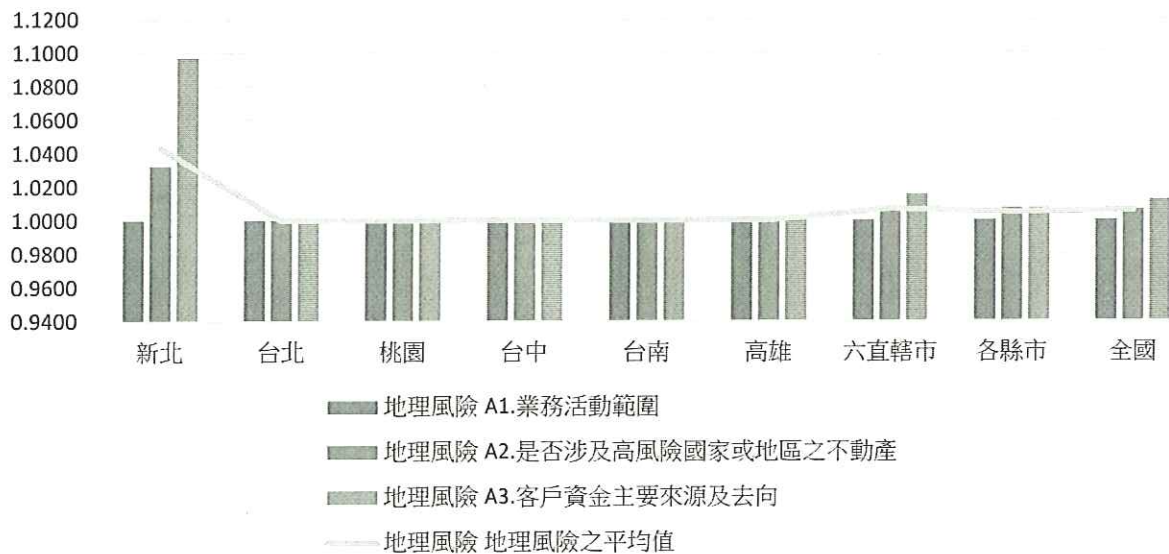 1.1200
1.1000
1.0800
1.0600
1.0400
1.0200
1.0000
0.9800
0.9600
0.9400
新北 台北 桃園 台中 台南 高雄 六直轄市 各縣市 全國
地理風險 A1.業務活動範圍
地理風險 A2.是否涉及高風險國家或地區之不動產
地理風險 A3.客戶資金主要來源及去向
地理風險 地理風險之平均值